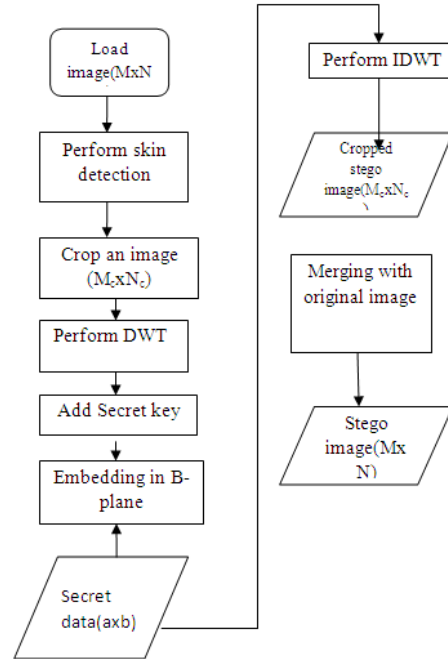 Load
image(MxN
Perform skin
detection
Crop an image
(McxNc)
Perform DWT
Add Secret key
Embedding in B-
plane
Secret
data(axb)
Perform IDWT
Cropped
stego
image(McxNc
)
Merging with
original image
Stego
image(Mx
N)